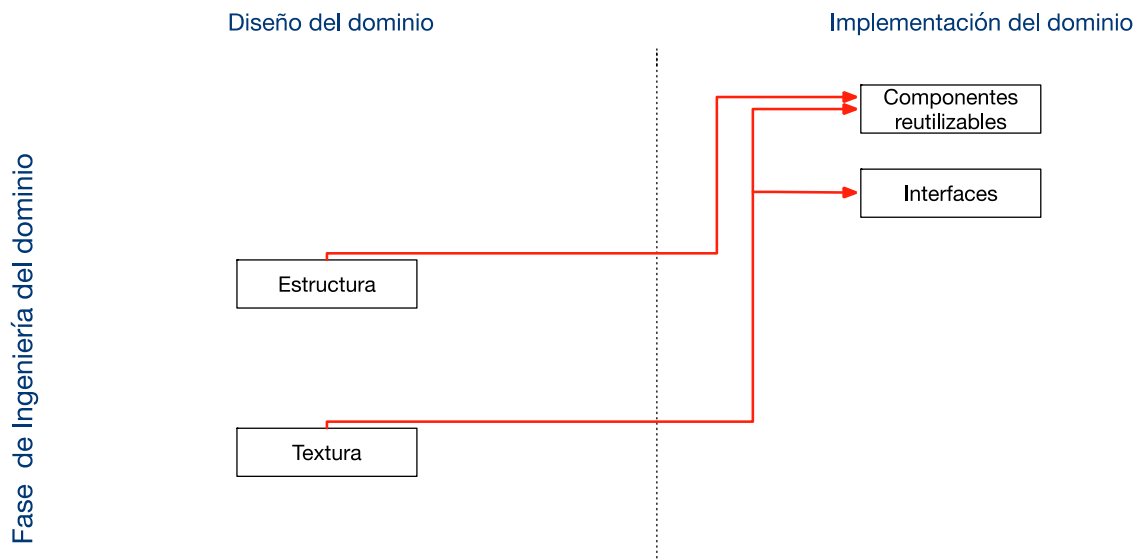 Diseño del dominio
Implementación del dominio
Componentes
reutilizables
Interfaces
Estructura
Textura
Fase de Ingeniería del dominio